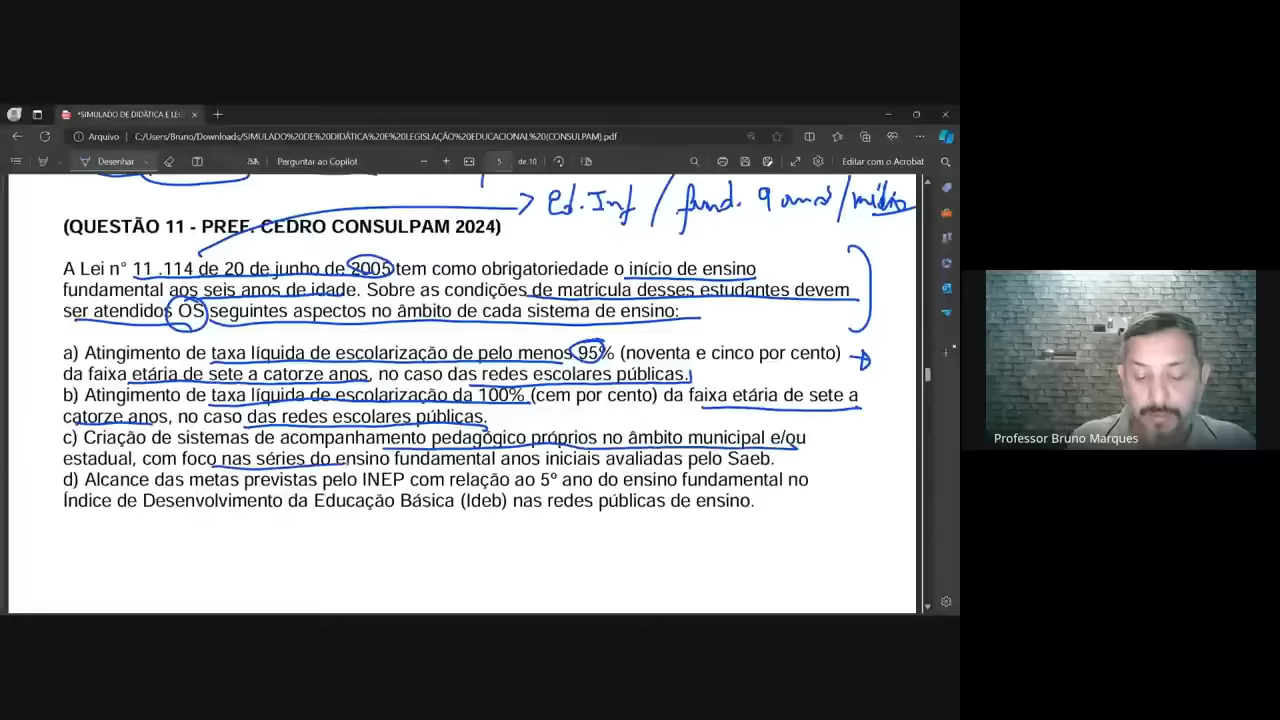 *SIMULADO DE DIDÁTICA E LEG
Arquivo C:/Users/Bruno/Downloads/SIMULADO%20DE%20DIDÁTICA%20E%20LEGISLAÇÃO%20EDUCACIONAL%20(CONSULPAM).pdf
Desenhar Perguntar ao Copilot 5 de 10 Editar com o Acrobat
Ed. Inf / fund. 9 anos / médio
(QUESTÃO 11 - PREF. CEDRO CONSULPAM 2024)
A Lei n° 11 .114 de 20 de junho de 2005 tem como obrigatoriedade o início de ensino
fundamental aos seis anos de idade. Sobre as condições de matricula desses estudantes devem
ser atendidos OS seguintes aspectos no âmbito de cada sistema de ensino:
a) Atingimento de taxa líquida de escolarização de pelo menos 95% (noventa e cinco por cento)
da faixa etária de sete a catorze anos, no caso das redes escolares públicas.
b) Atingimento de taxa líquida de escolarização da 100% (cem por cento) da faixa etária de sete a
catorze anos, no caso das redes escolares públicas.
c) Criação de sistemas de acompanhamento pedagógico próprios no âmbito municipal e/ou
estadual, com foco nas séries do ensino fundamental anos iniciais avaliadas pelo Saeb.
d) Alcance das metas previstas pelo INEP com relação ao 5º ano do ensino fundamental no
Índice de Desenvolvimento da Educação Básica (Ideb) nas redes públicas de ensino.
Professor Bruno Marques